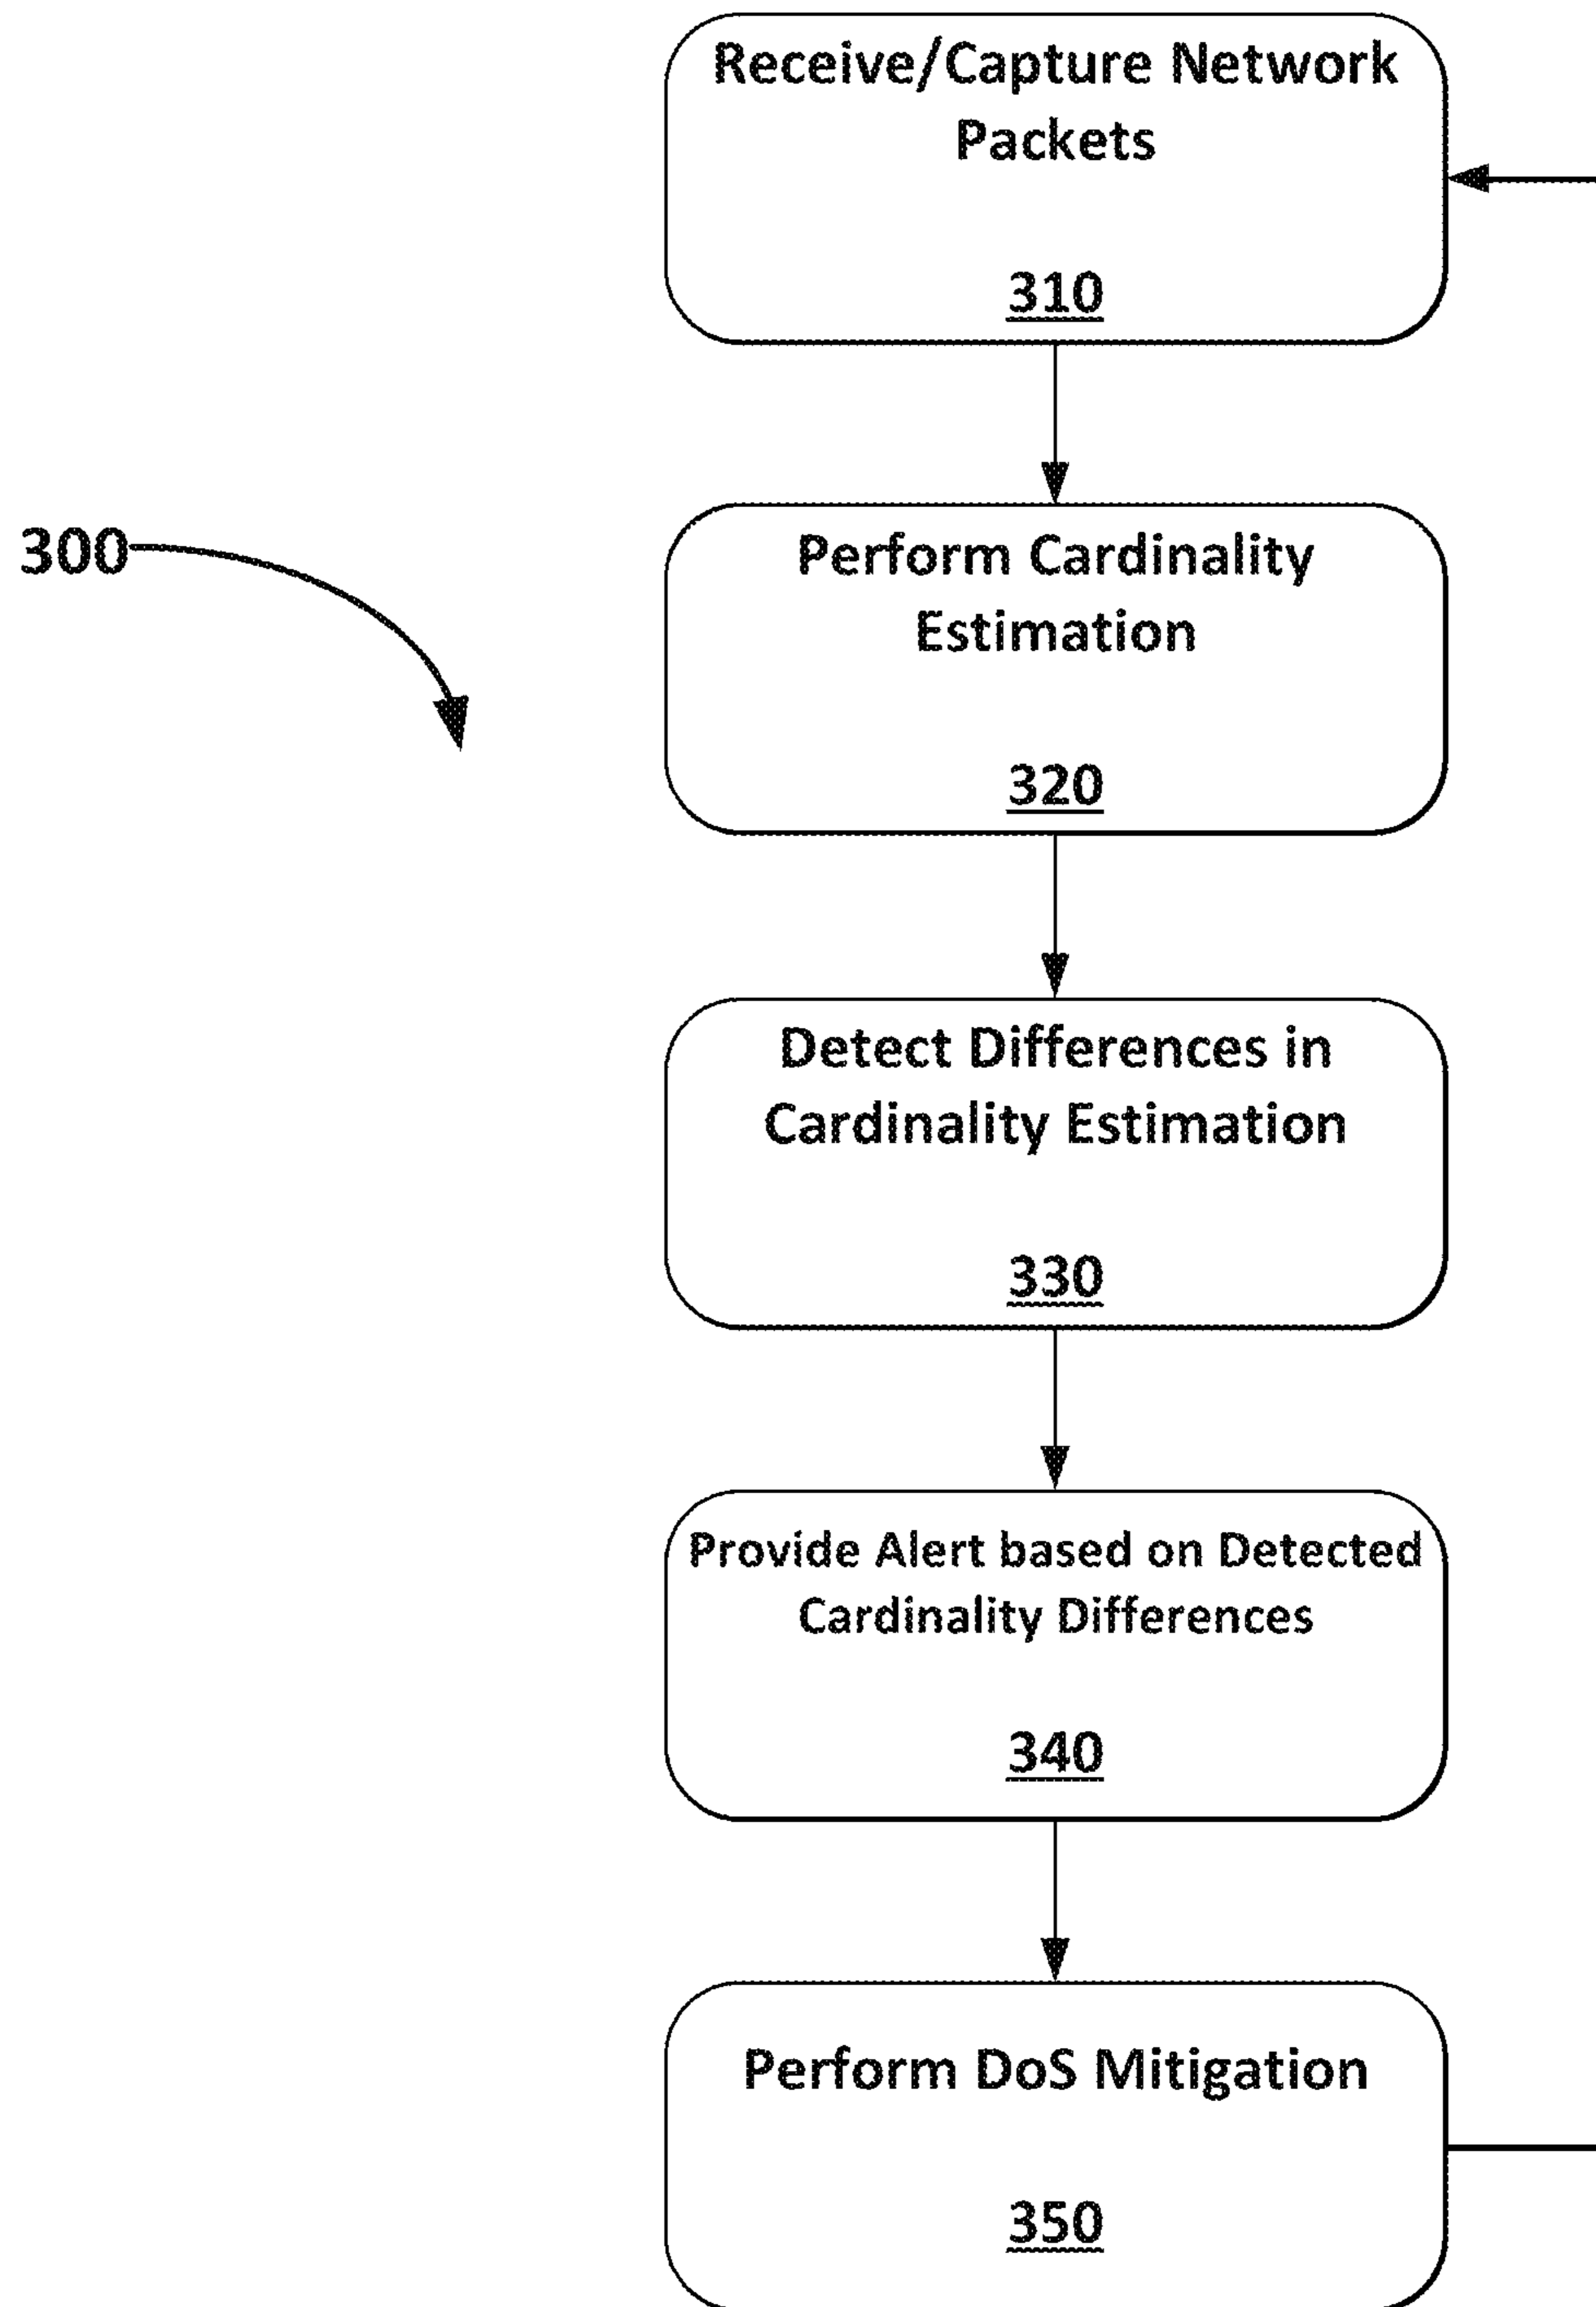 Receive/Capture Network
Packets
310
300
Perform Cardinality
Estimation
320
Detect Differences in
Cardinality Estimation
330
Provide Alert based on Detected
Cardinality Differences
340
Perform DoS Mitigation
350